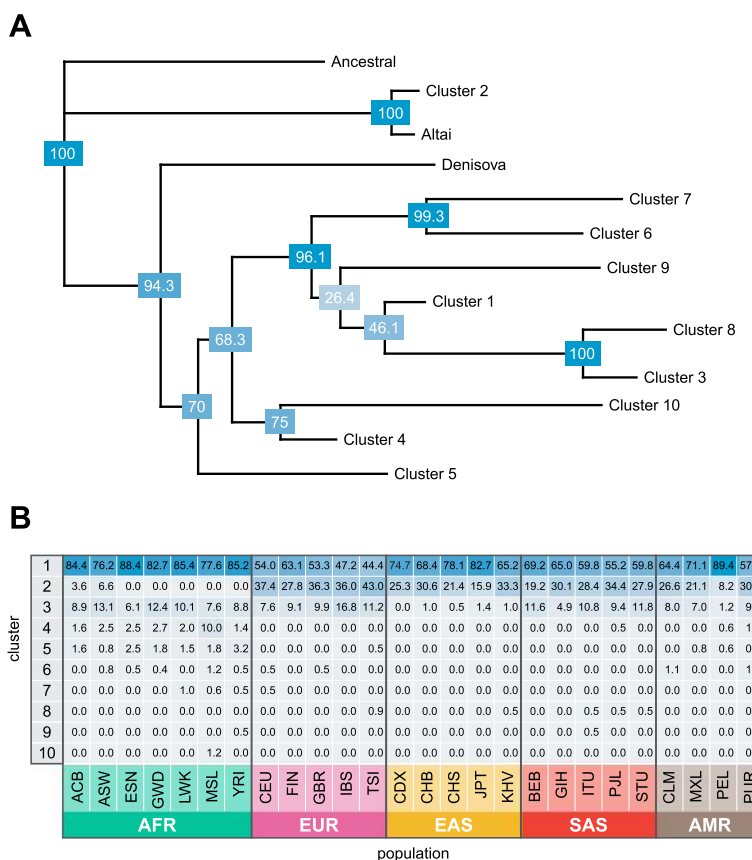 A
Ancestral
Cluster 2
100
Altai
100
Denisova
Cluster 7
99.3
Cluster 6
96.1
Cluster 9
94.3
26.4
Cluster 1
46.1
68.3
Cluster 8
100
Cluster 3
70
Cluster 10
75
Cluster 4
Cluster 5
B
1 84.4 76.2 88.4 82.7 85.4 77.6 85.2 54.0 63.1 53.3 47.2 44.4 74.7 68.4 78.1 82.7 65.2 69.2 65.0 59.8 55.2 59.8 64.4 71.1 89.4 57
2 3.6 6.6 0.0 0.0 0.0 0.0 0.0 37.4 27.8 36.3 36.0 43.0 25.3 30.6 21.4 15.9 33.3 19.2 30.1 28.4 34.4 27.9 26.6 21.1 8.2 30
3 8.9 13.1 6.1 12.4 10.1 7.6 8.8 7.6 9.1 9.9 16.8 11.2 0.0 1.0 0.5 1.4 1.0 11.6 4.9 10.8 9.4 11.8 8.0 7.0 1.2 9
4 1.6 2.5 2.5 2.7 2.0 10.0 1.4 0.0 0.0 0.0 0.0 0.0 0.0 0.0 0.0 0.0 0.0 0.0 0.0 0.0 0.5 0.0 0.0 0.0 0.6 1
5 1.6 0.8 2.5 1.8 1.5 1.8 3.2 0.0 0.0 0.0 0.0 0.5 0.0 0.0 0.0 0.0 0.0 0.0 0.0 0.0 0.0 0.0 0.0 0.8 0.6 0
6 0.0 0.8 0.5 0.4 0.0 1.2 0.5 0.5 0.0 0.5 0.0 0.0 0.0 0.0 0.0 0.0 0.0 0.0 0.0 0.0 0.0 0.0 1.1 0.0 0.0 1
7 0.0 0.0 0.0 0.0 1.0 0.6 0.5 0.5 0.0 0.0 0.0 0.0 0.0 0.0 0.0 0.0 0.0 0.0 0.0 0.0 0.0 0.0 0.0 0.0 0.0 0
8 0.0 0.0 0.0 0.0 0.0 0.0 0.0 0.0 0.0 0.0 0.0 0.9 0.0 0.0 0.0 0.0 0.5 0.0 0.0 0.5 0.5 0.5 0.0 0.0 0.0 0
9 0.0 0.0 0.0 0.0 0.0 0.0 0.5 0.0 0.0 0.0 0.0 0.0 0.0 0.0 0.0 0.0 0.0 0.0 0.0 0.5 0.0 0.0 0.0 0.0 0.0 0
10 0.0 0.0 0.0 0.0 0.0 1.2 0.0 0.0 0.0 0.0 0.0 0.0 0.0 0.0 0.0 0.0 0.0 0.0 0.0 0.0 0.0 0.0 0.0 0.0 0.0 0
cluster
ACB ASW ESN GWD LWK MSL YRI CEU FIN GBR IBS TSI CDX CHB CHS JPT KHV BEB GIH ITU PJL STU CLM MXL PEL PUR
AFR EUR EAS SAS AMR
population